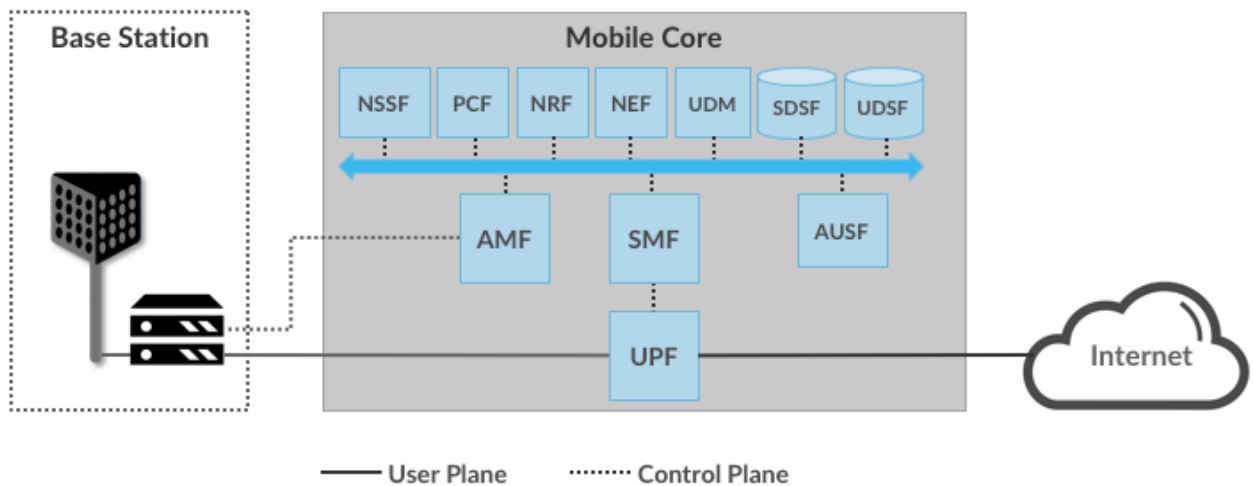 Base Station
Mobile Core
NSSF
PCF
NRF
NEF
UDM
SDSF
UDSF
AMF
SMF
AUSF
UPF
Internet
User Plane
Control Plane